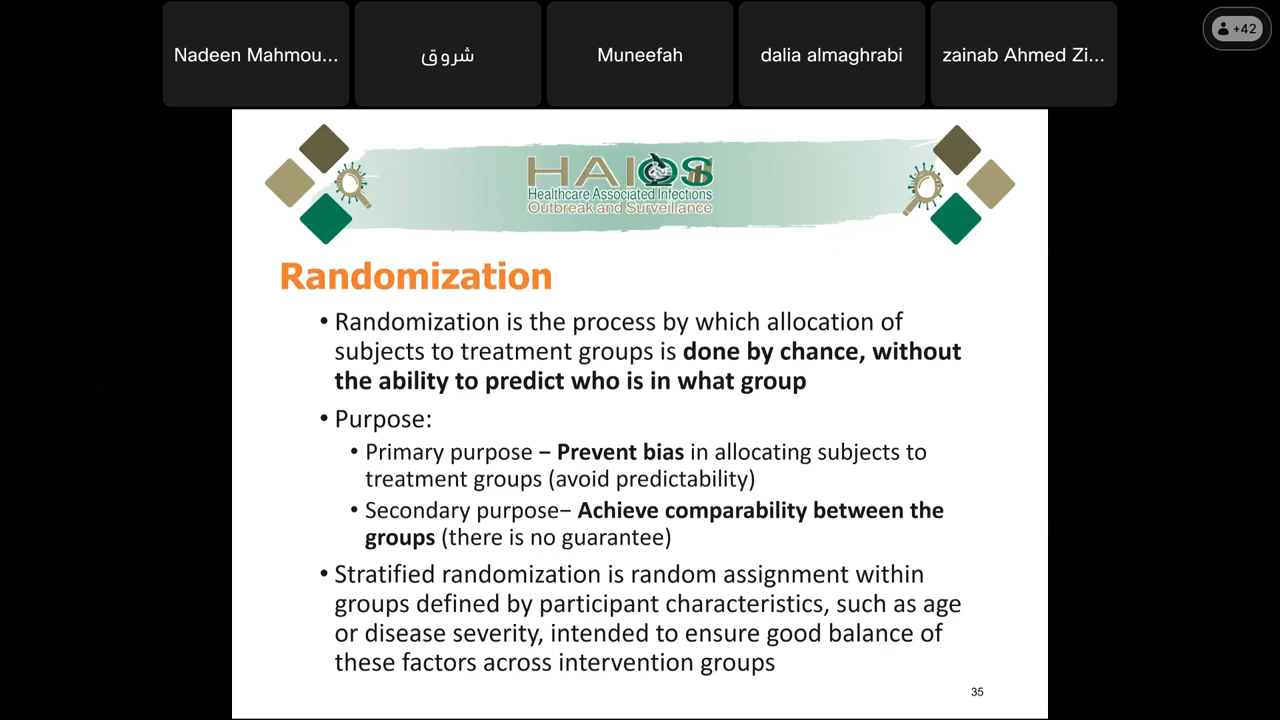 Nadeen Mahmou...
شروق
Muneefah
dalia almaghrabi
zainab Ahmed Zi...
+42
HAIOS
Healthcare Associated Infections
Outbreak and Surveillance
Randomization
• Randomization is the process by which allocation of
subjects to treatment groups is done by chance, without
the ability to predict who is in what group
• Purpose:
• Primary purpose – Prevent bias in allocating subjects to
treatment groups (avoid predictability)
• Secondary purpose– Achieve comparability between the
groups (there is no guarantee)
• Stratified randomization is random assignment within
groups defined by participant characteristics, such as age
or disease severity, intended to ensure good balance of
these factors across intervention groups
35